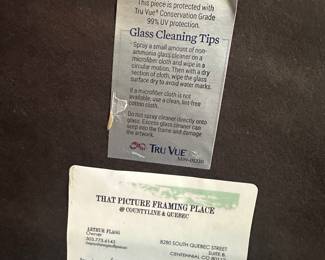 This piece is protected with
Tru Vue® Conservation Grade
99% UV protection.
Glass Cleaning Tips
Spray a small amount of non-
ammonia glass cleaner on a
microfiber cloth and wipe in a
circular motion. Then with a dry
section of cloth, wipe the glass
surface dry to avoid water marks.
If a microfiber cloth is not
available, use a clean, lint-free
cotton cloth.
Do not spray cleaner directly onto
glass. Excess glass cleaner can
seep into the frame and damage
the artwork.
TRU VUE®
THAT PICTURE FRAMING PLACE
@ COUNTYLINE & QUEBEC
ARTHUR
Owner
303.773.6143
8280 SOUTH QUEBEC STREET
SUITE
CENTENNIAL CO